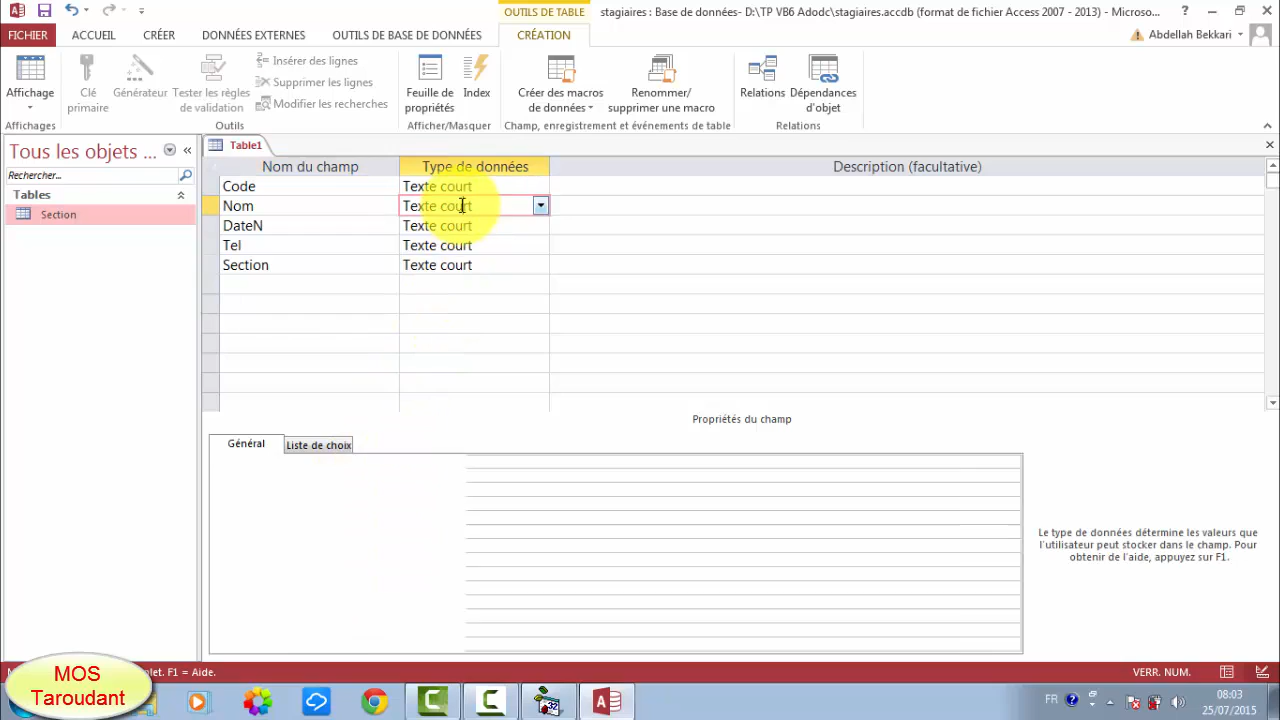 OUTILS DE TABLE
stagiaires : Base de données- D:\TP VB6 Adodc\stagiaires.accdb (format de fichier Access 2007 - 2013) - Microso...
FICHIER
ACCUEIL
CRÉER
DONNÉES EXTERNES
OUTILS DE BASE DE DONNÉES
CRÉATION
Abdellah Bekkari
Affichage
Clé primaire
Générateur
Tester les règles de validation
Insérer des lignes
Supprimer les lignes
Modifier les recherches
Feuille de propriétés
Index
Créer des macros de données
Renommer/ supprimer une macro
Relations
Dépendances d'objet
Affichages
Outils
Afficher/Masquer
Champ, enregistrement et événements de table
Relations
Tous les objets ...
Rechercher...
Tables
Section
Table1
Nom du champ
Type de données
Description (facultative)
Code
Texte court
Nom
Texte court
DateN
Texte court
Tel
Texte court
Section
Texte court
Propriétés du champ
Général
Liste de choix
Le type de données détermine les valeurs que
l'utilisateur peut stocker dans le champ. Pour
obtenir de l'aide, appuyez sur F1.
plet. F1 = Aide.
VERR. NUM.
MOS
Taroudant
FR
08:03
25/07/2015